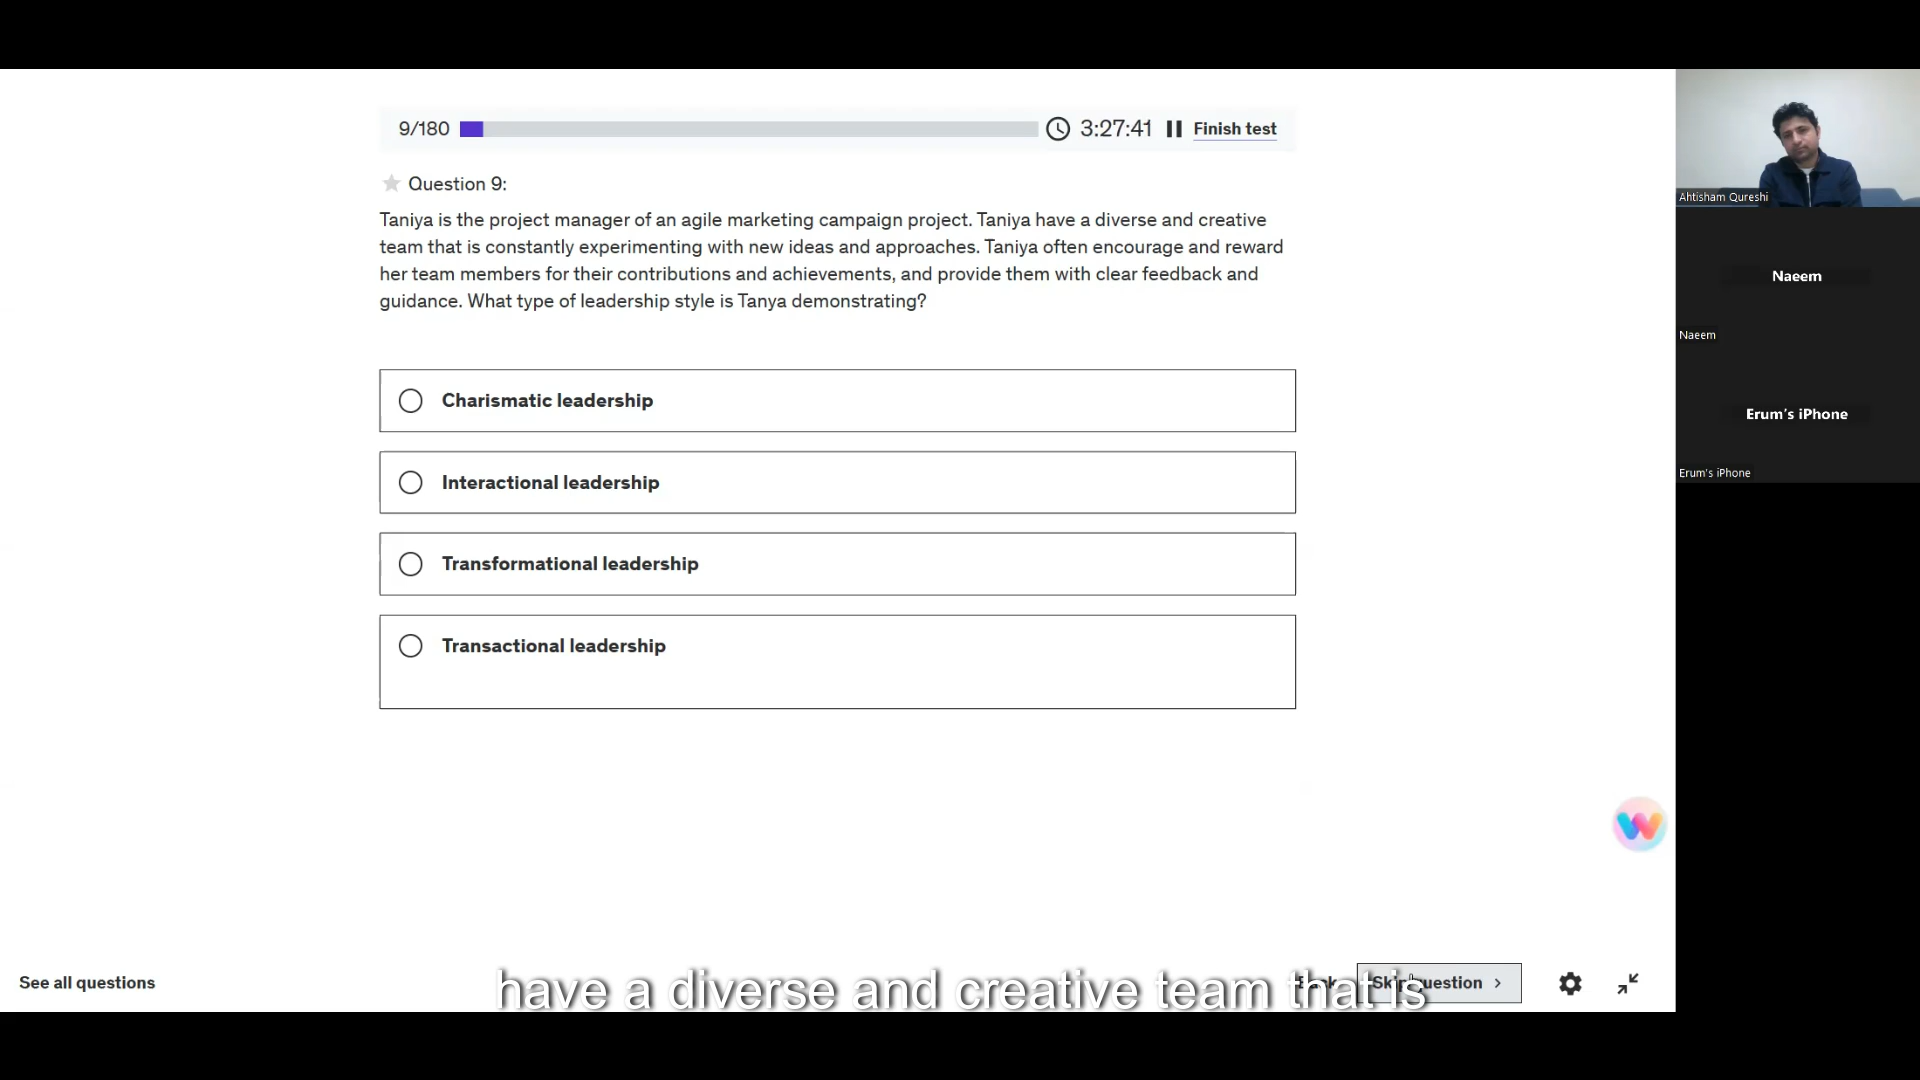 9/180
3:27:41
Finish test
Question 9:
Taniya is the project manager of an agile marketing campaign project. Taniya have a diverse and creative
team that is constantly experimenting with new ideas and approaches. Taniya often encourage and reward
her team members for their contributions and achievements, and provide them with clear feedback and
guidance. What type of leadership style is Tanya demonstrating?
Charismatic leadership
Interactional leadership
Transformational leadership
Transactional leadership
See all questions
Back
Skip question
have a diverse and creative team that is
Ahtisham Qureshi
Naeem
Naeem
Erum's iPhone
Erum's iPhone